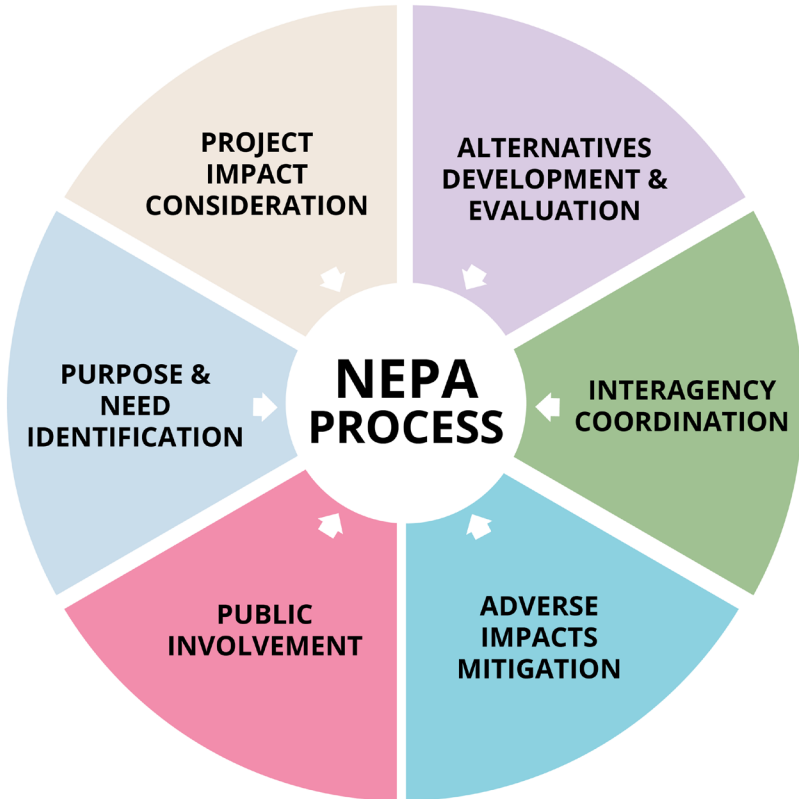 PROJECT
IMPACT
CONSIDERATION
ALTERNATIVES
DEVELOPMENT &
EVALUATION
PURPOSE &
NEED
IDENTIFICATION
NEPA
PROCESS
INTERAGENCY
COORDINATION
PUBLIC
INVOLVEMENT
ADVERSE
IMPACTS
MITIGATION